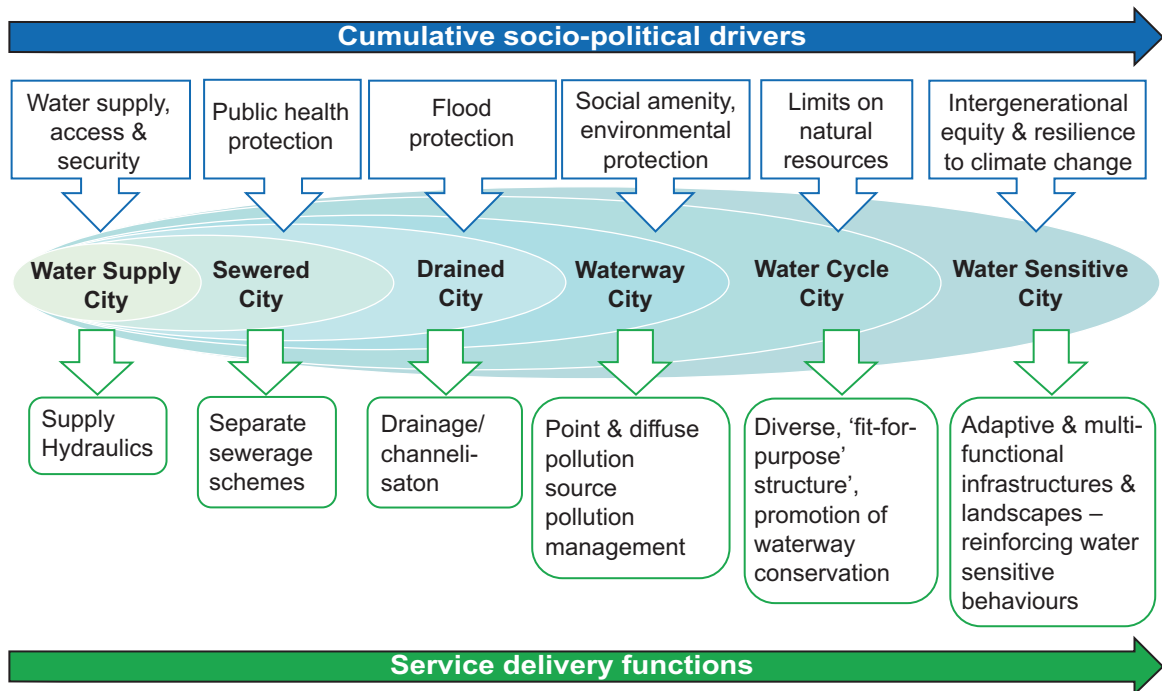 Cumulative socio-political drivers
Water supply,
access &
security
Public health
protection
Flood
protection
Social amenity,
environmental
protection
Limits on
natural
resources
Intergenerational
equity & resilience
to climate change
Water Supply
City
Sewered
City
Drained
City
Waterway
City
Water Cycle
City
Water Sensitive
City
Supply
Hydraulics
Separate
sewerage
schemes
Drainage/
channeli-
saton
Point & diffuse
pollution
source
pollution
management
Diverse, ‘fit-for-
purpose’
structure’,
promotion of
waterway
conservation
Adaptive & multi-
functional
infrastructures &
landscapes –
reinforcing water
sensitive
behaviours
Service delivery functions